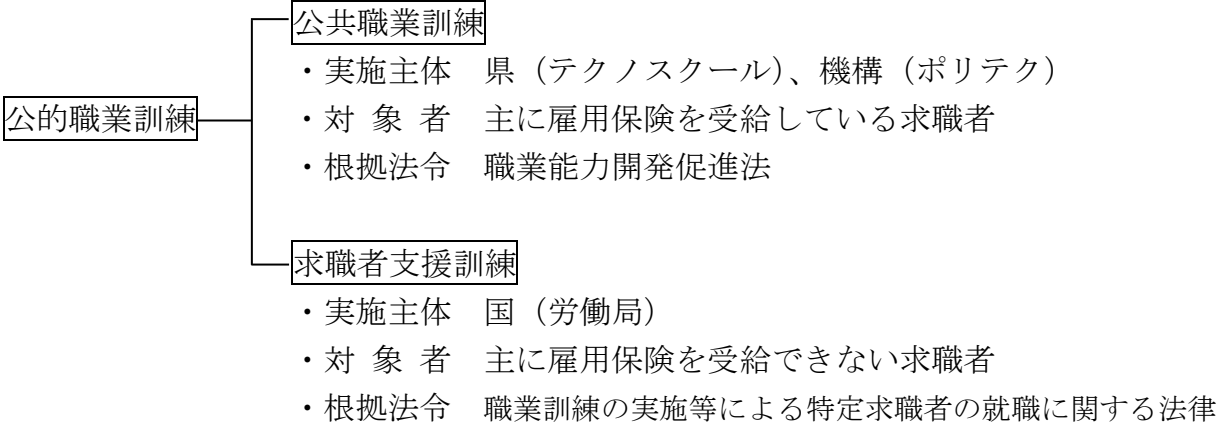 公共職業訓練
・実施主体　県（テクノスクール）、機構（ポリテク）
公的職業訓練
・対 象 者　主に雇用保険を受給している求職者
・根拠法令　職業能力開発促進法
求職者支援訓練
・実施主体　国（労働局）
・対 象 者　主に雇用保険を受給できない求職者
・根拠法令　職業訓練の実施等による特定求職者の就職に関する法律